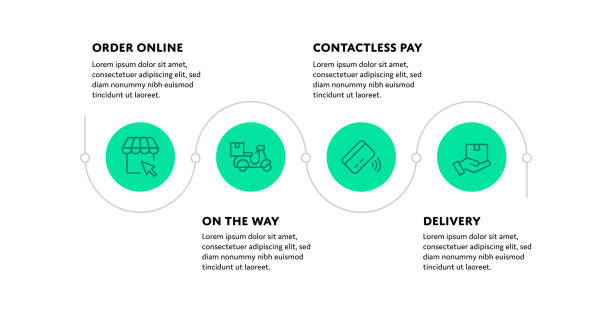 ORDER ONLINE
Lorem ipsum dolor sit amet,
consectetuer adipiscing elit, sed
diam nonummy nibh euismod
tincidunt ut laoreet.
CONTACTLESS PAY
Lorem ipsum dolor sit amet,
consectetuer adipiscing elit, sed
diam nonummy nibh euismod
tincidunt ut laoreet.
ON THE WAY
Lorem ipsum dolor sit amet,
consectetuer adipiscing elit, sed
diam nonummy nibh euismod
tincidunt ut laoreet.
DELIVERY
Lorem ipsum dolor sit amet,
consectetuer adipiscing elit, sed
diam nonummy nibh euismod
tincidunt ut laoreet.